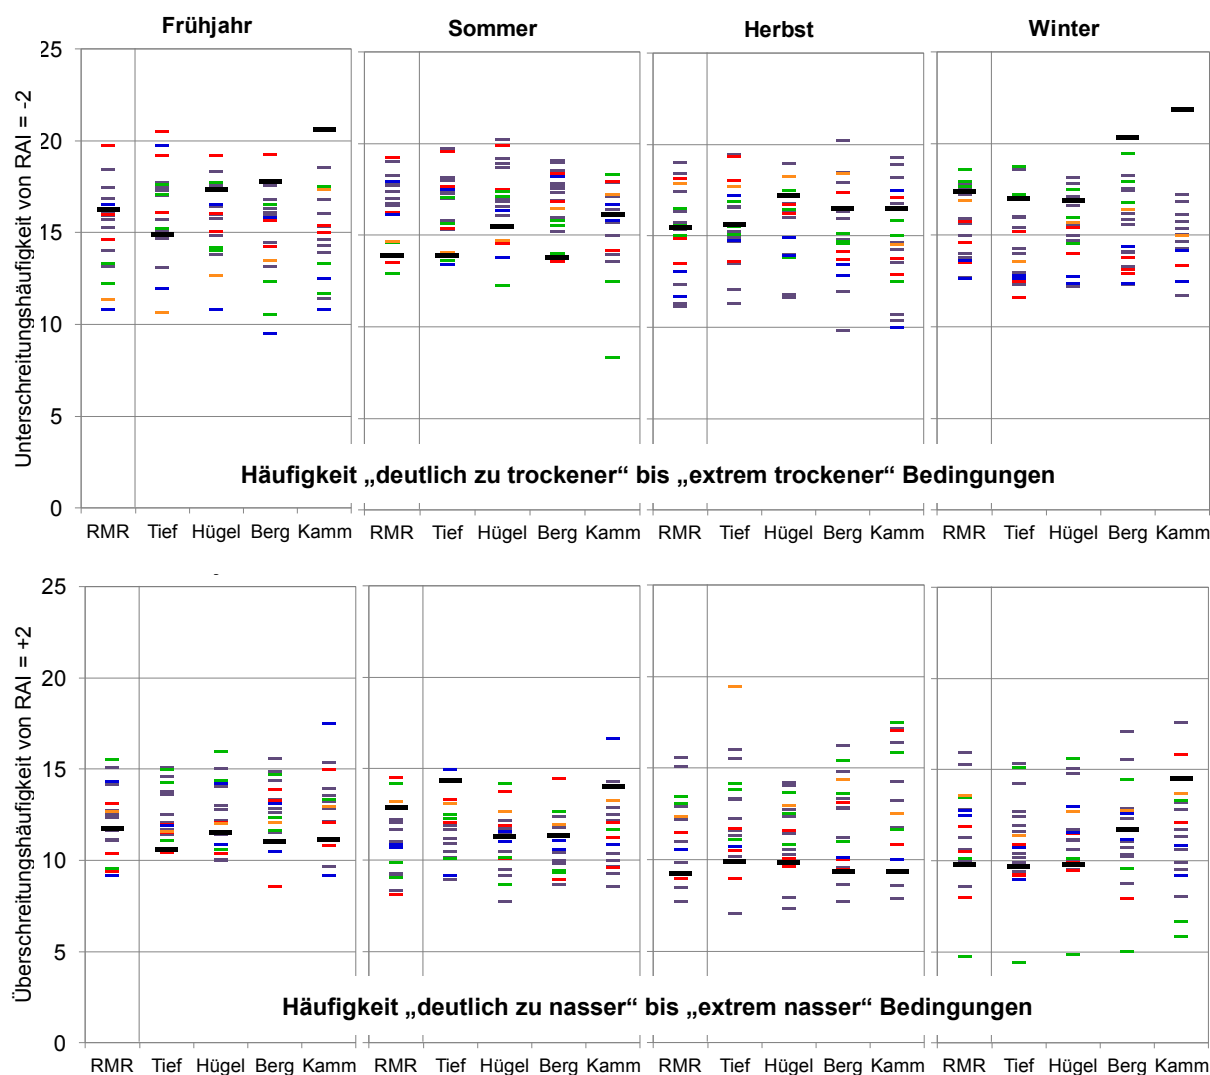 Frühjahr Sommer Herbst Winter
Unterschreitungshäufigkeit von RAI = -2
25
20
15
10
5
0
Häufigkeit „deutlich zu trockener“ bis „extrem trockener“ Bedingungen
RMR Tief Hügel Berg Kamm RMR Tief Hügel Berg Kamm RMR Tief Hügel Berg Kamm RMR Tief Hügel Berg Kamm
Überschreitungshäufigkeit von RAI = +2
25
20
15
10
5
0
Häufigkeit „deutlich zu nasser“ bis „extrem nasser“ Bedingungen
RMR Tief Hügel Berg Kamm RMR Tief Hügel Berg Kamm RMR Tief Hügel Berg Kamm RMR Tief Hügel Berg Kamm